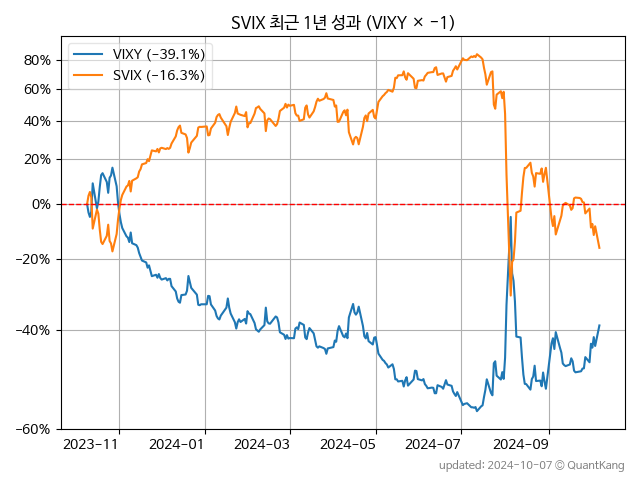 SVIX 최근 1년 성과 (VIXY × −1)
VIXY (−39.1%)
SVIX (−16.3%)
80%
60%
40%
20%
0%
−20%
−40%
−60%
2023-11 2024-01 2024-03 2024-05 2024-07 2024-09
updated: 2024-10-07 © QuantKang